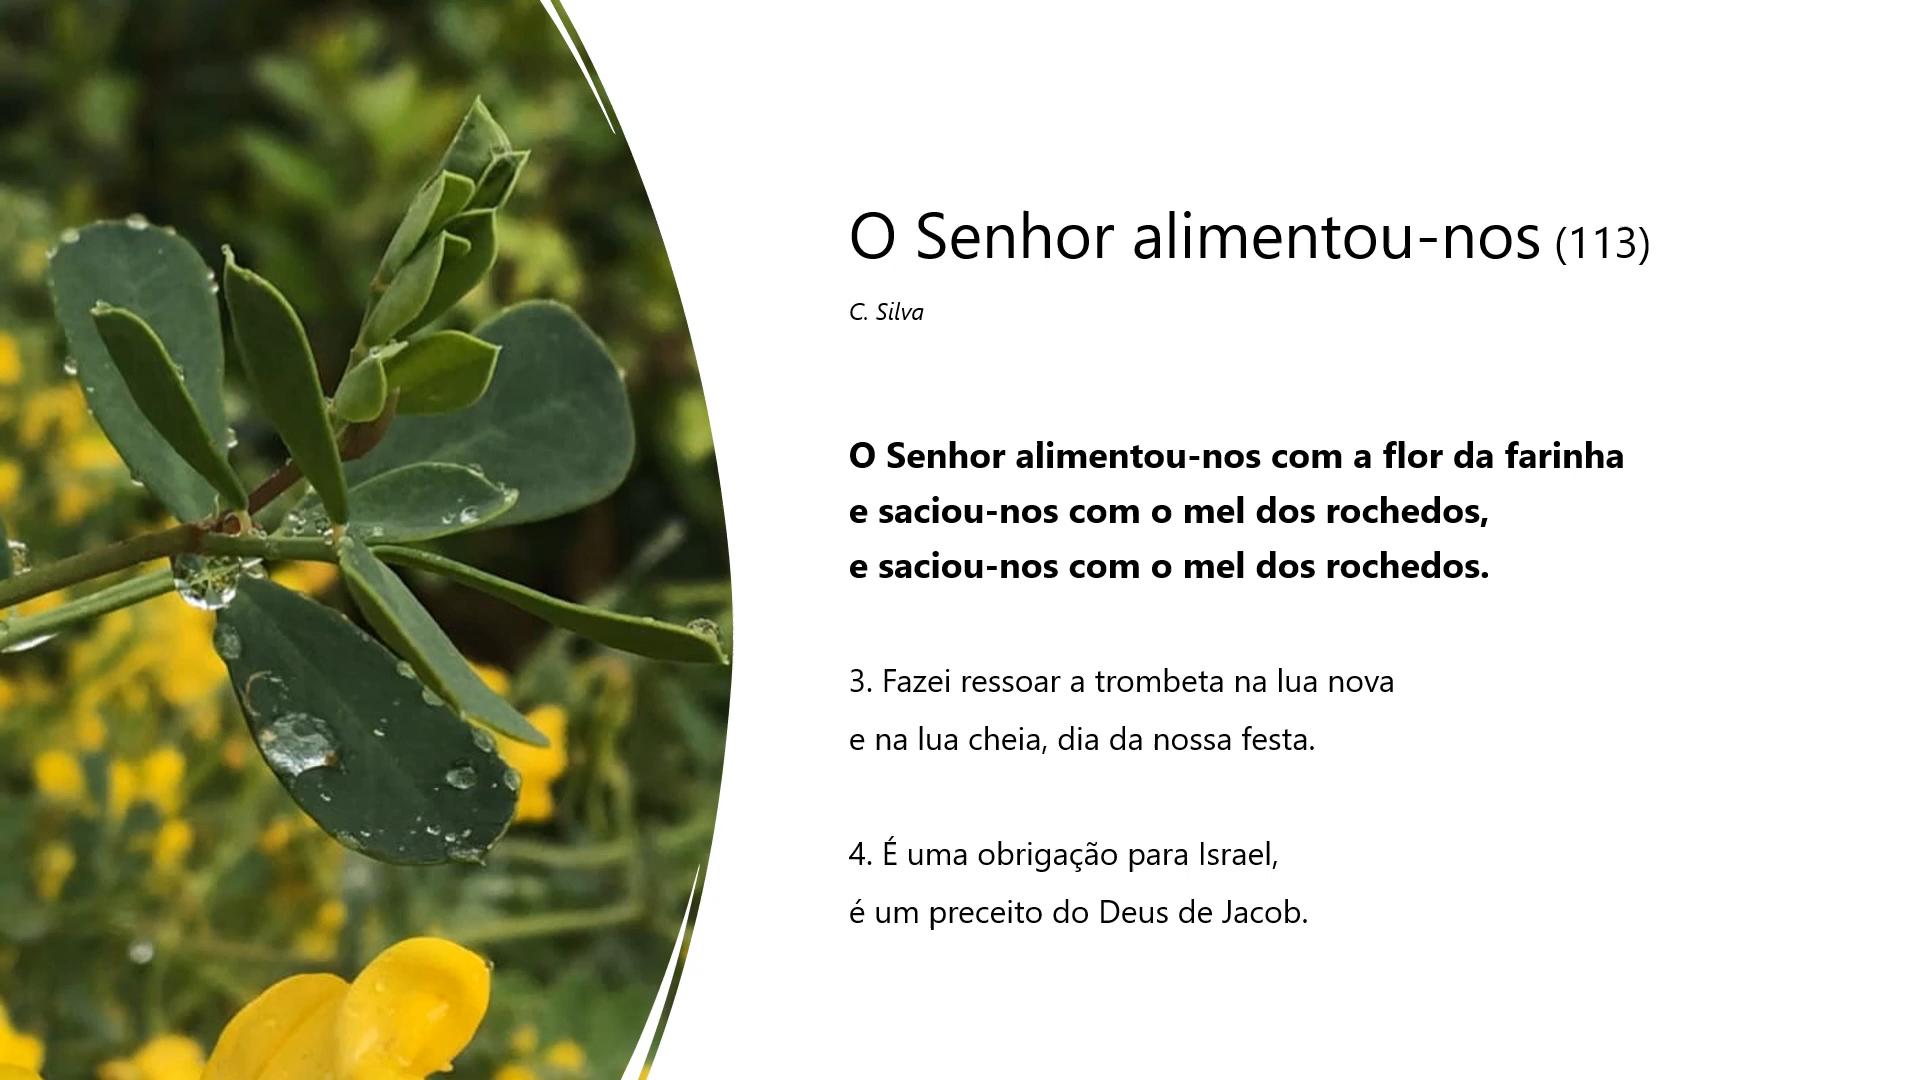 O Senhor alimentou-nos (113)
C. Silva
O Senhor alimentou-nos com a flor da farinha
e saciou-nos com o mel dos rochedos,
e saciou-nos com o mel dos rochedos.
3. Fazei ressoar a trombeta na lua nova
e na lua cheia, dia da nossa festa.
4. É uma obrigação para Israel,
é um preceito do Deus de Jacob.